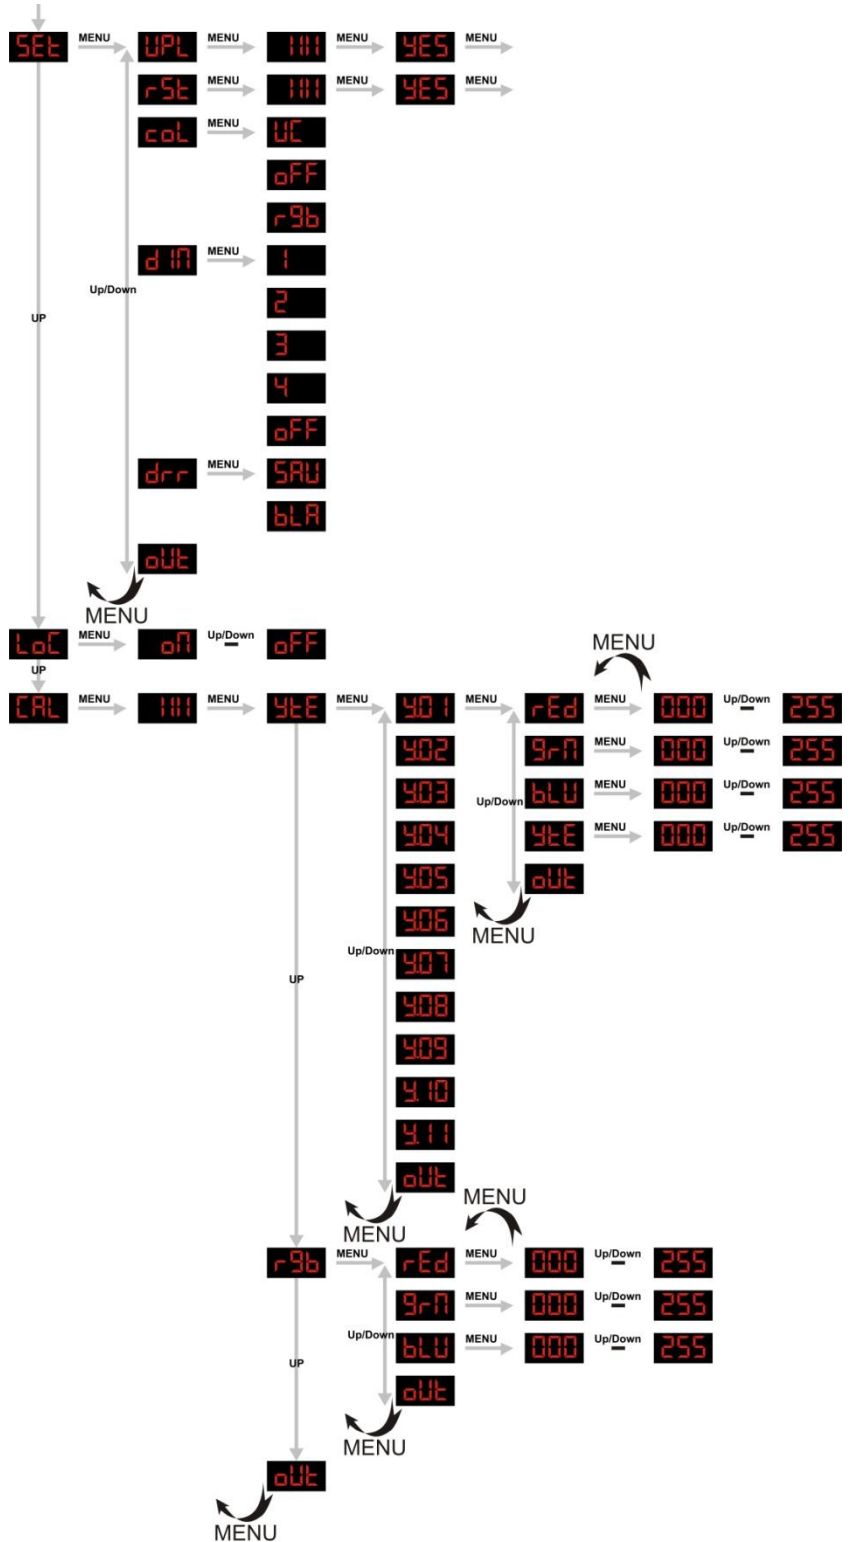 SEt MENU UPL MENU 1111 MENU YES MENU
rSt MENU 1111 MENU YES MENU
coL MENU UC
oFF
rgb
dIM MENU 1
Up/Down
2
UP
3
4
oFF
drr MENU SAU
bLA
oUt
MENU
LoC MENU on Up/Down oFF
UP
MENU
CAL MENU 1111 MENU YtE MENU Y.01 MENU rEd MENU 000 Up/Down 255
Y.02 grn MENU 000 Up/Down 255
Y.03 Up/Down bLU MENU 000 Up/Down 255
Y.04 YtE MENU 000 Up/Down 255
Y.05 oUt
MENU
Y.06
Up/Down
Y.07
UP
Y.08
Y.09
Y.10
Y.11
oUt
MENU
MENU
rgb MENU rEd MENU 000 Up/Down 255
grn MENU 000 Up/Down 255
Up/Down
bLU MENU 000 Up/Down 255
UP
oUt
MENU
oUt
MENU